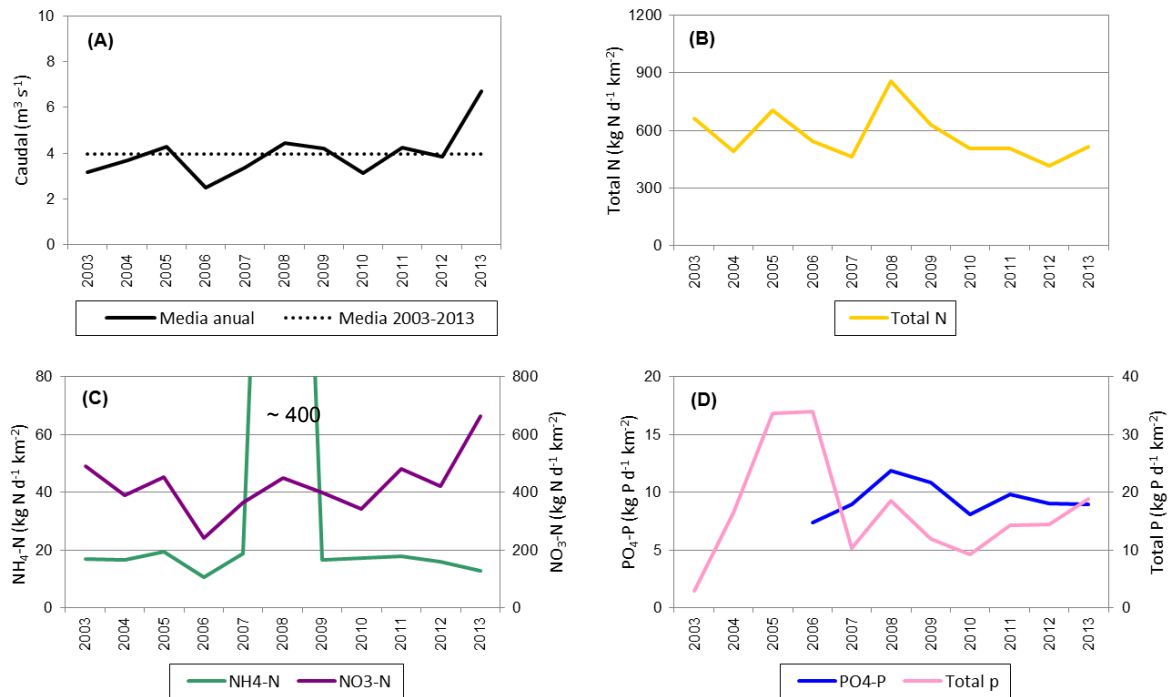 (A)
Caudal (m³ s⁻¹)
10
8
6
4
2
0
2003 2004 2005 2006 2007 2008 2009 2010 2011 2012 2013
Media anual Media 2003-2013
(B)
Total N (kg N d⁻¹ km⁻²)
1200
900
600
300
0
2003 2004 2005 2006 2007 2008 2009 2010 2011 2012 2013
Total N
(C)
NH₄-N (kg N d⁻¹ km⁻²)
80
60
40
20
0
~ 400
800
600
400
200
0
NO₃-N (kg N d⁻¹ km⁻²)
2003 2004 2005 2006 2007 2008 2009 2010 2011 2012 2013
NH4-N NO3-N
(D)
PO₄-P (kg P d⁻¹ km⁻²)
20
15
10
5
0
40
30
20
10
0
Total P (kg P d⁻¹ km⁻²)
2003 2004 2005 2006 2007 2008 2009 2010 2011 2012 2013
PO4-P Total p